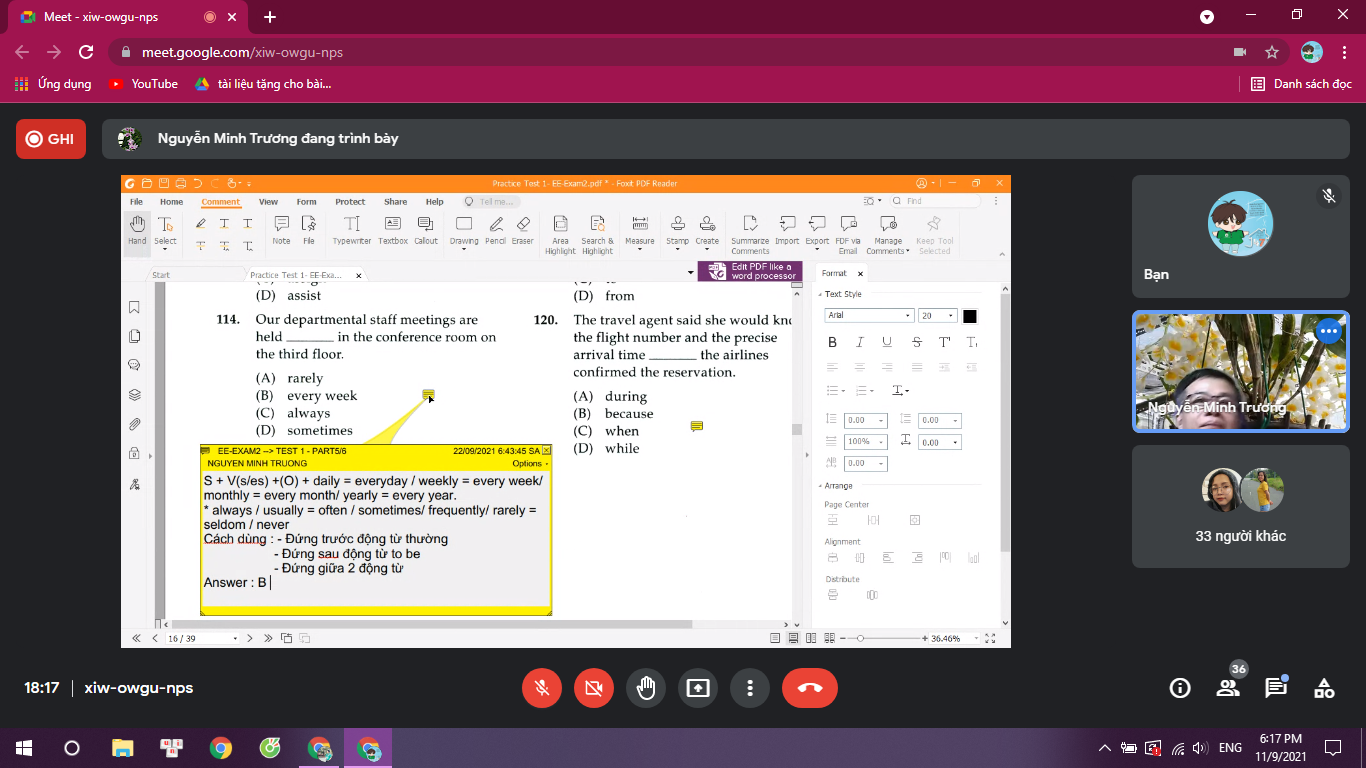 Meet - xiw-owgu-nps
meet.google.com/xiw-owgu-nps
Ứng dụng YouTube tài liệu tặng cho bài... Danh sách đọc
GHI Nguyễn Minh Trương đang trình bày
Practice Test 1- EE-Exam2.pdf * - Foxit PDF Reader
File Home Comment View Form Protect Share Help Tell me... Find
Hand Select Note File Typewriter Textbox Callout Drawing Pencil Eraser Area Highlight Search & Highlight Measure Stamp Create Summarize Comments Import Export FDF via Email Manage Comments Keep Tool Selected
Start Practice Test 1- EE-Exa... Edit PDF like a word processor
(D) assist
114. Our departmental staff meetings are
held _______ in the conference room on
the third floor.
(A) rarely
(B) every week
(C) always
(D) sometimes
EE-EXAM2 --> TEST 1 - PART5/6 22/09/2021 6:43:45 SA
NGUYEN MINH TRUONG Options
S + V(s/es) +(O) + daily = everyday / weekly = every week/
monthly = every month/ yearly = every year.
* always / usually = often / sometimes/ frequently/ rarely =
seldom / never
Cách dùng : - Đứng trước động từ thường
- Đứng sau động từ to be
- Đứng giữa 2 động từ
Answer : B
(D) from
120. The travel agent said she would kn
the flight number and the precise
arrival time _______ the airlines
confirmed the reservation.
(A) during
(B) because
(C) when
(D) while
Format
Text Style
Arial 20
B I U S T T
0.00 0.00
100% 0.00
0.00
Arrange
Page Center
Alignment
Distribute
16 / 39 36.46%
Bạn
Nguyễn Minh Trương
33 người khác
18:17 | xiw-owgu-nps
36
ENG
6:17 PM
11/9/2021